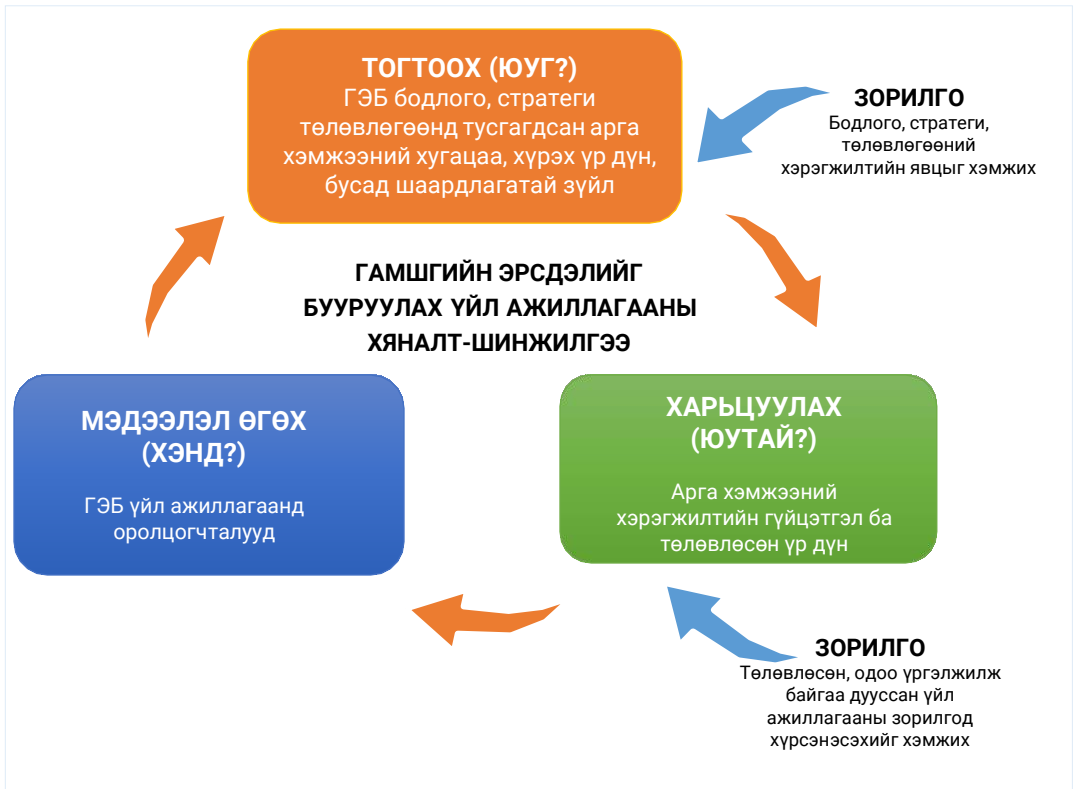 ТОГТООХ (ЮУГ?)
ГЭБ бодлого, стратеги
төлөвлөгөөнд тусгагдсан арга
хэмжээний хугацаа, хүрэх үр дүн,
бусад шаардлагатай зүйл
ЗОРИЛГО
Бодлого, стратеги,
төлөвлөгөөний
хэрэгжилтийн явцыг хэмжих
ГАМШГИЙН ЭРСДЭЛИЙГ
БУУРУУЛАХ ҮЙЛ АЖИЛЛАГААНЫ
ХЯНАЛТ-ШИНЖИЛГЭЭ
МЭДЭЭЛЭЛ ӨГӨХ
(ХЭНД?)
ГЭБ үйл ажиллагаанд
оролцогчталууд
ХАРЬЦУУЛАХ
(ЮУТАЙ?)
Арга хэмжээний
хэрэгжилтийн гүйцэтгэл ба
төлөвлөсөн үр дүн
ЗОРИЛГО
Төлөвлөсөн, одоо үргэлжилж
байгаа дууссан үйл
ажиллагааны зорилгод
хүрсэнэсэхийг хэмжих